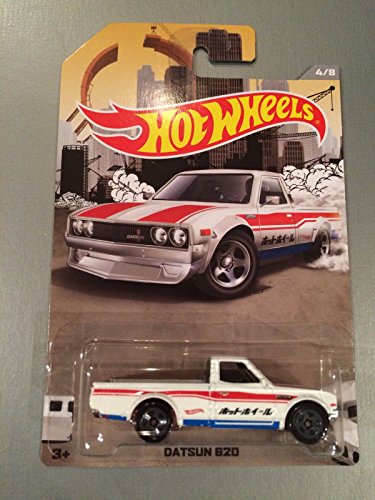 4/8
Hot Wheels
DATSUN
ホットホイール
ホットホイール
DATSUN 620
3+